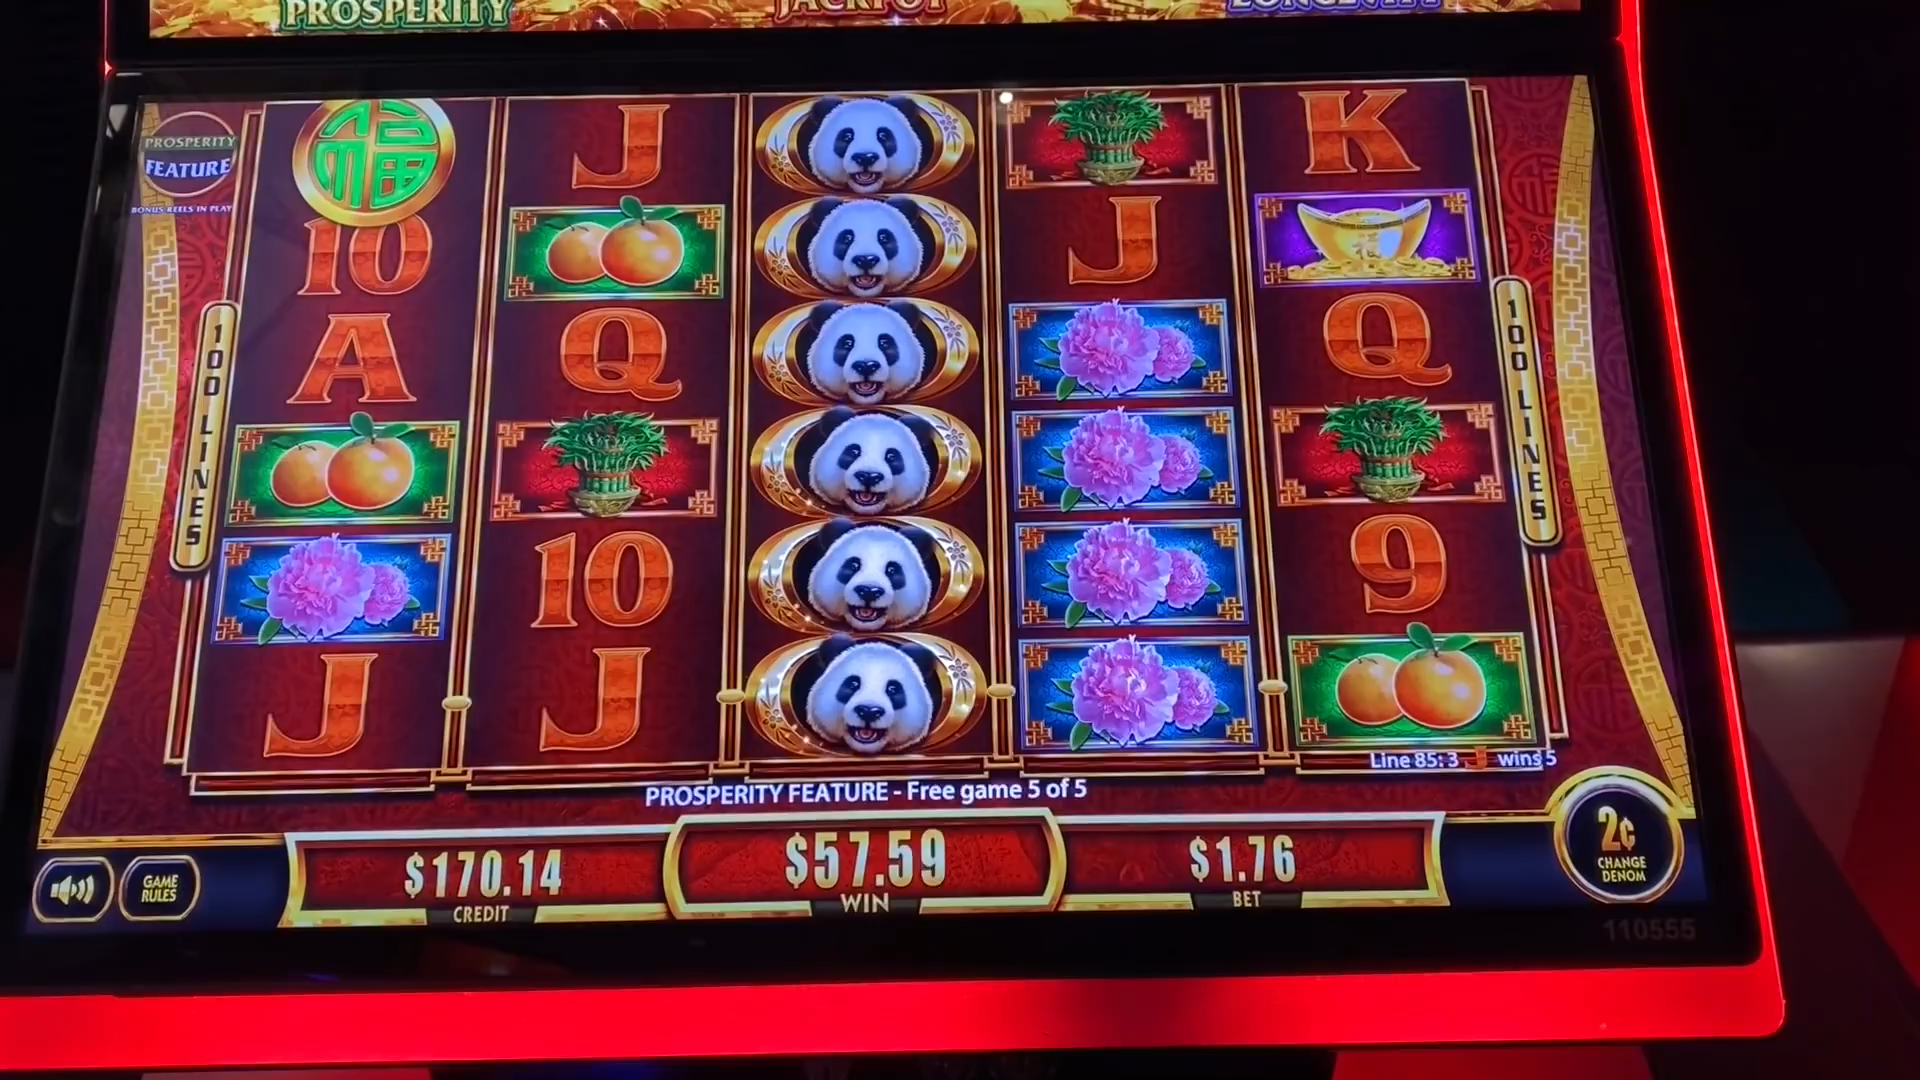 PROSPERITY
JACKPOT
LONGEVITY
PROSPERITY
FEATURE
BONUS REELS IN PLAY
J
K
10
J
A
Q
Q
10
9
J
J
100 LINES
100 LINES
Line 85: 3 J wins 5
PROSPERITY FEATURE - Free game 5 of 5
$170.14
CREDIT
$57.59
WIN
$1.76
BET
2¢
CHANGE
DENOM
GAME
RULES
110555